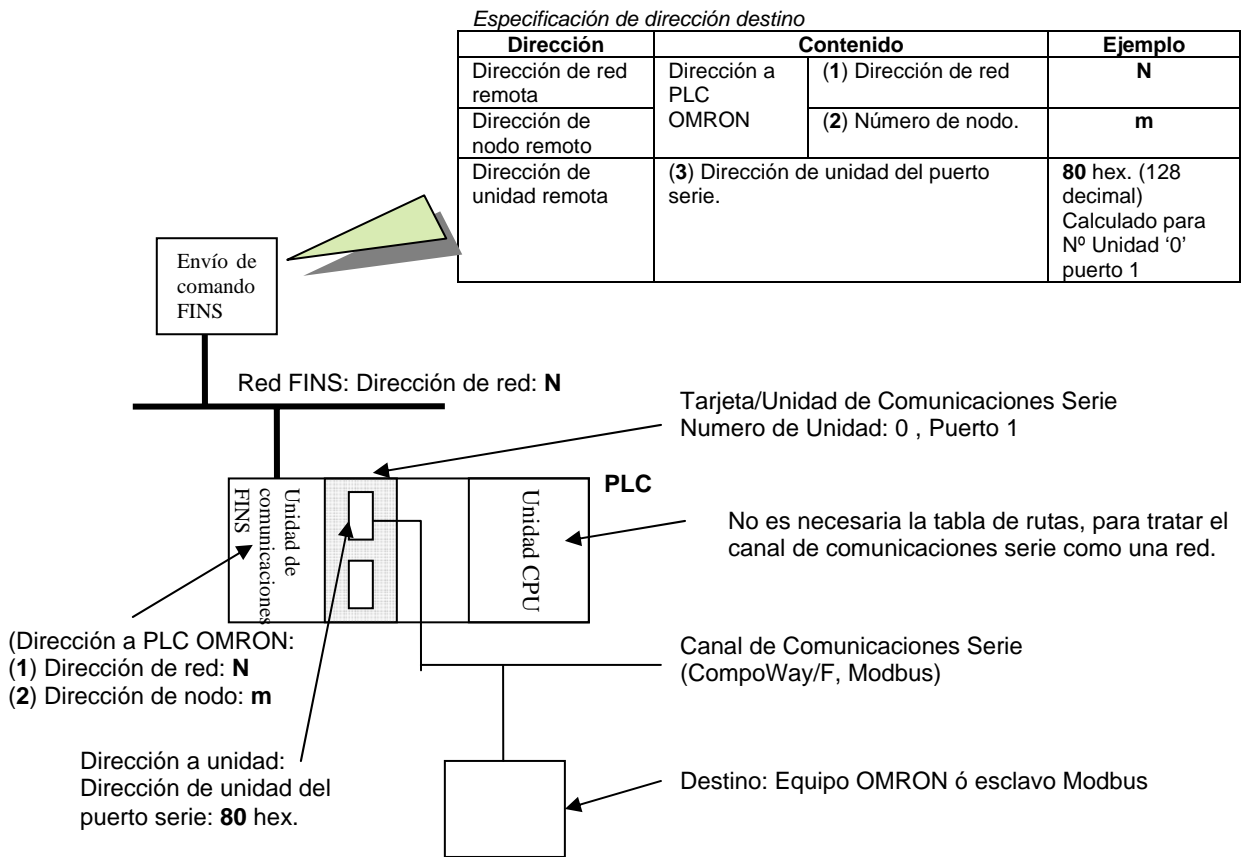 Especificación de dirección destino
Dirección Contenido Ejemplo
Dirección de red
remota
Dirección a
PLC
OMRON
(1) Dirección de red
N
Dirección de
nodo remoto
(2) Número de nodo.
m
Dirección de
unidad remota
(3) Dirección de unidad del puerto
serie.
80 hex. (128
decimal)
Calculado para
Nº Unidad ‘0’
puerto 1
Envío de
comando
FINS
Red FINS: Dirección de red: N
Tarjeta/Unidad de Comunicaciones Serie
Numero de Unidad: 0 , Puerto 1
PLC
Unidad de
comunicaciones
FINS
Unidad CPU
No es necesaria la tabla de rutas, para tratar el
canal de comunicaciones serie como una red.
(Dirección a PLC OMRON:
(1) Dirección de red: N
(2) Dirección de nodo: m
Canal de Comunicaciones Serie
(CompoWay/F, Modbus)
Dirección a unidad:
Dirección de unidad del
puerto serie: 80 hex.
Destino: Equipo OMRON ó esclavo Modbus